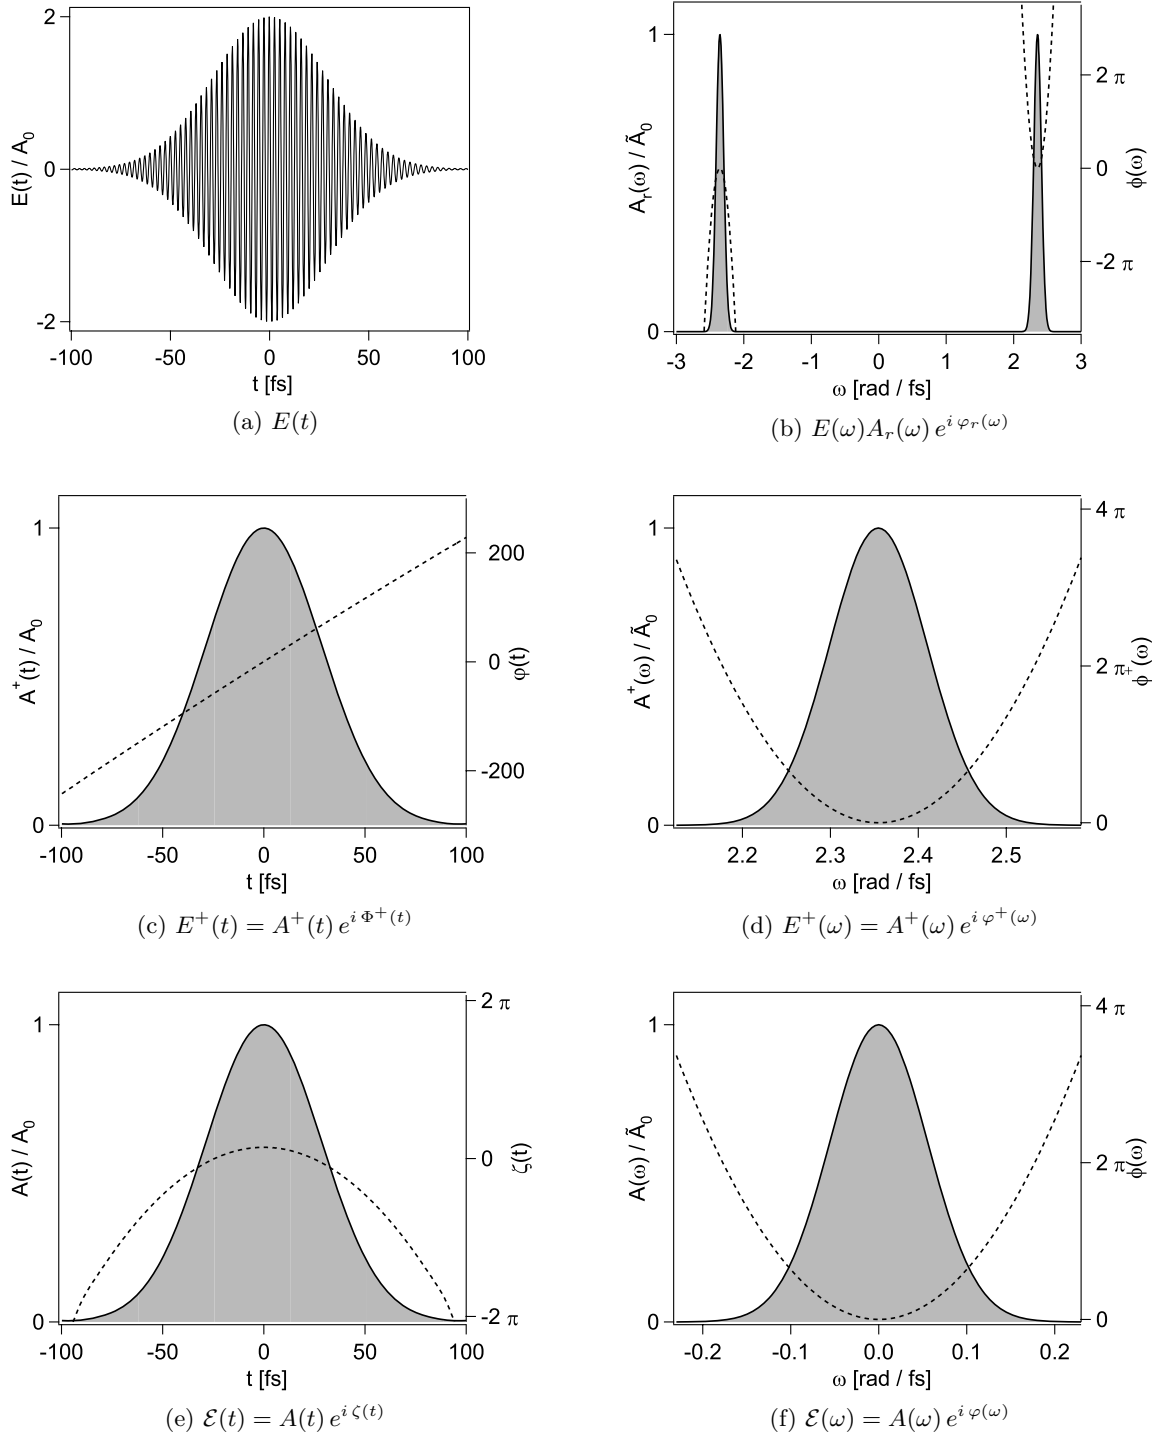 2
0
-2
E(t) / A₀
-100 -50 0 50 100
t [fs]
(a) E(t)
1
0
A_r(ω) / Ã₀
2 π
0
-2 π
ϕ(ω)
-3 -2 -1 0 1 2 3
ω [rad / fs]
(b) E(ω)A_r(ω) e^{i φ_r(ω)}
1
0
A⁺(t) / A₀
200
0
-200
φ(t)
-100 -50 0 50 100
t [fs]
(c) E⁺(t) = A⁺(t) e^{i Φ⁺(t)}
1
0
A⁺(ω) / Ã₀
4 π
2 π
0
ϕ⁺(ω)
2.2 2.3 2.4 2.5
ω [rad / fs]
(d) E⁺(ω) = A⁺(ω) e^{i φ⁺(ω)}
1
0
A(t) / A₀
2 π
0
-2 π
ζ(t)
-100 -50 0 50 100
t [fs]
(e) ℰ(t) = A(t) e^{i ζ(t)}
1
0
A(ω) / Ã₀
4 π
2 π
0
ϕ(ω)
-0.2 -0.1 0.0 0.1 0.2
ω [rad / fs]
(f) ℰ(ω) = A(ω) e^{i φ(ω)}